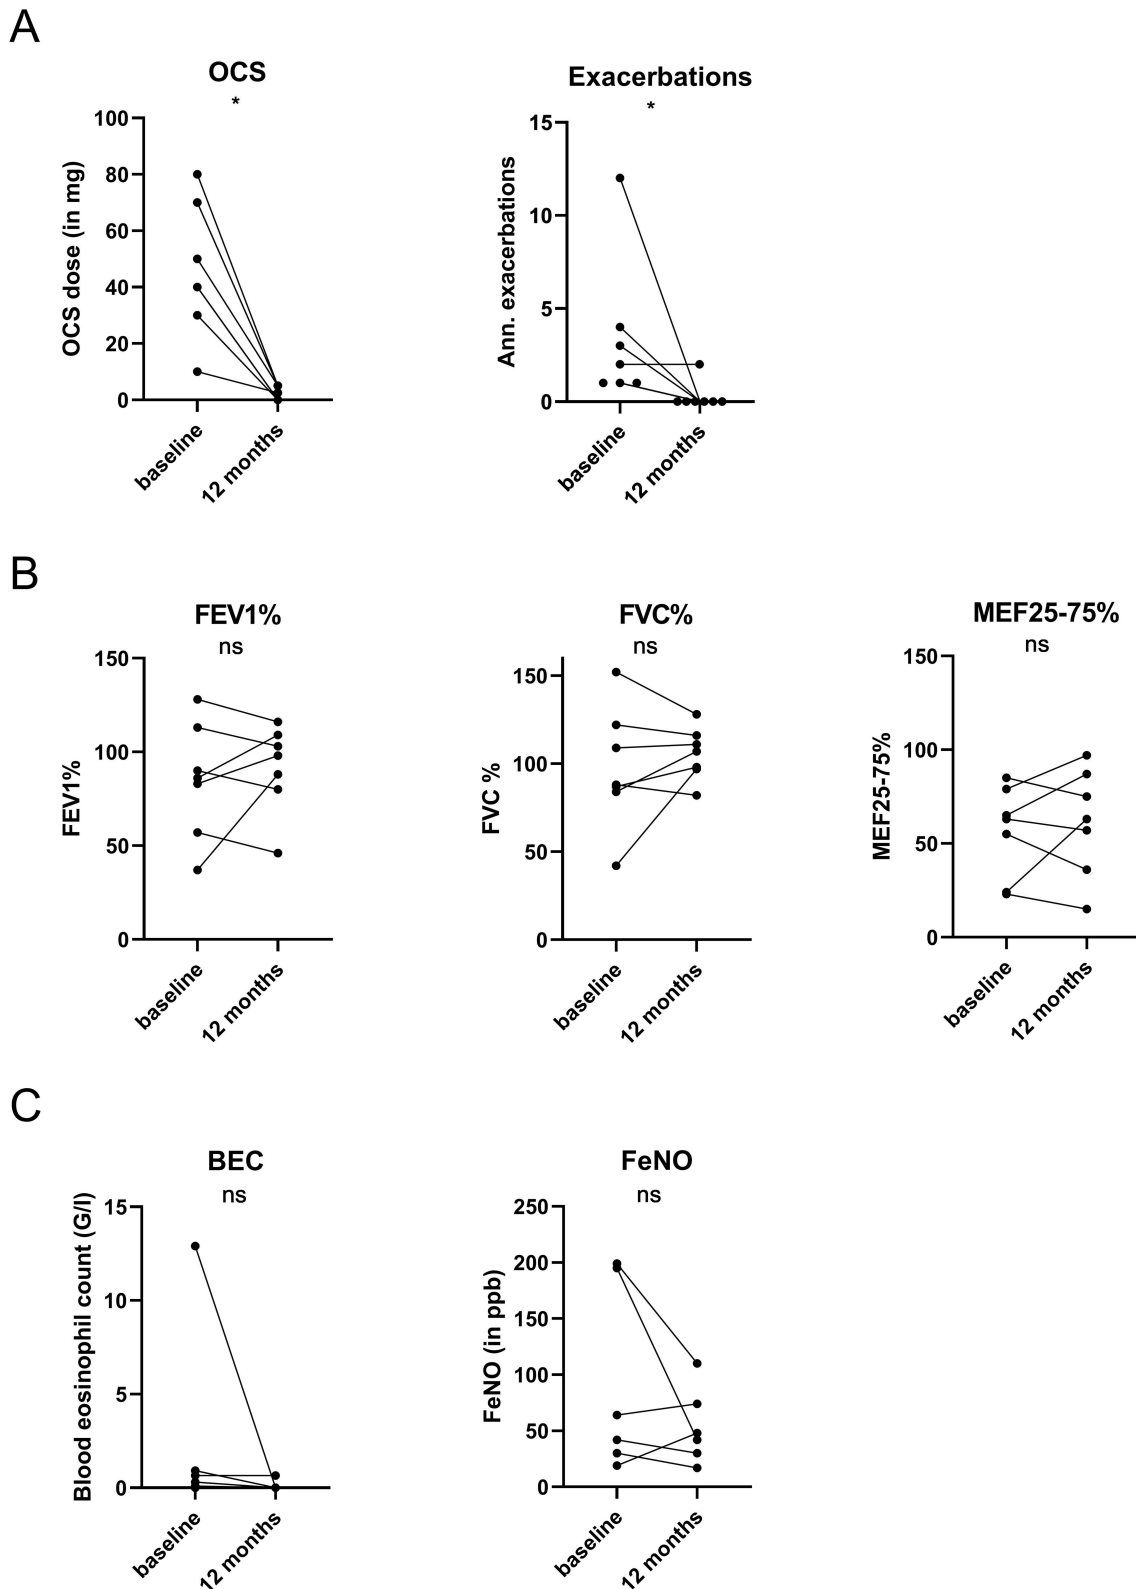 A
OCS
*
100
80
60
40
20
0
OCS dose (in mg)
baseline
12 months
Exacerbations
*
15
10
5
0
Ann. exacerbations
baseline
12 months
B
FEV1%
ns
150
100
50
0
FEV1%
baseline
12 months
FVC%
ns
150
100
50
0
FVC %
baseline
12 months
MEF25-75%
ns
150
100
50
0
MEF25-75%
baseline
12 months
C
BEC
ns
15
10
5
0
Blood eosinophil count (G/l)
baseline
12 months
FeNO
ns
250
200
150
100
50
0
FeNO (in ppb)
baseline
12 months